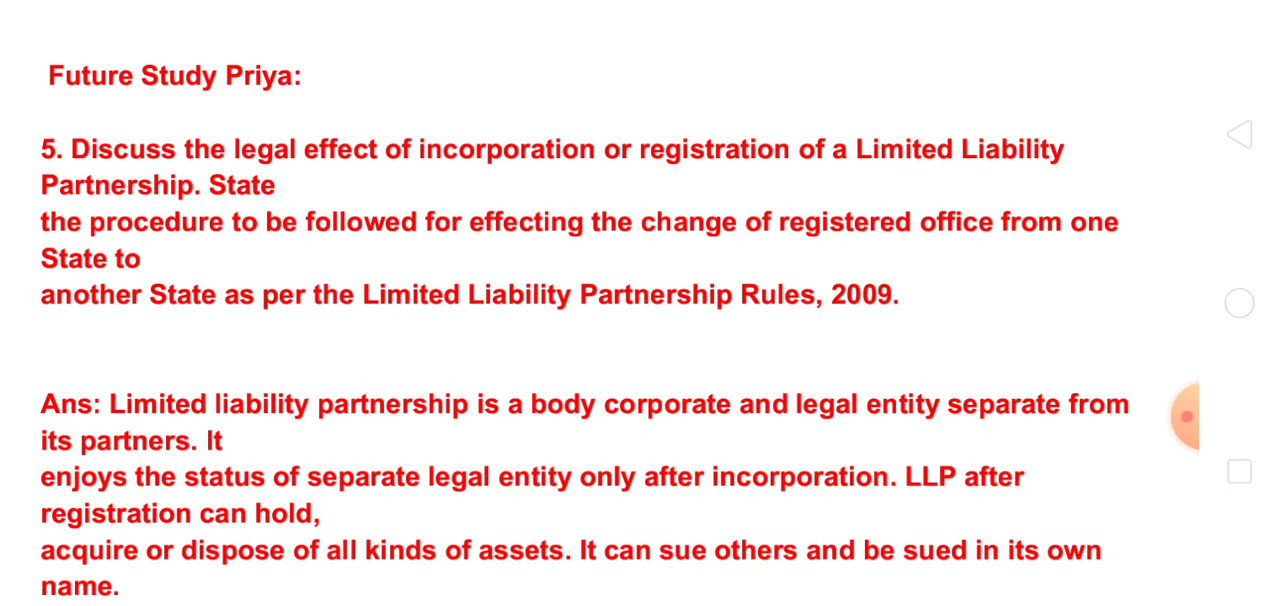 Future Study Priya:
5. Discuss the legal effect of incorporation or registration of a Limited Liability
Partnership. State
the procedure to be followed for effecting the change of registered office from one
State to
another State as per the Limited Liability Partnership Rules, 2009.
Ans: Limited liability partnership is a body corporate and legal entity separate from
its partners. It
enjoys the status of separate legal entity only after incorporation. LLP after
registration can hold,
acquire or dispose of all kinds of assets. It can sue others and be sued in its own
name.